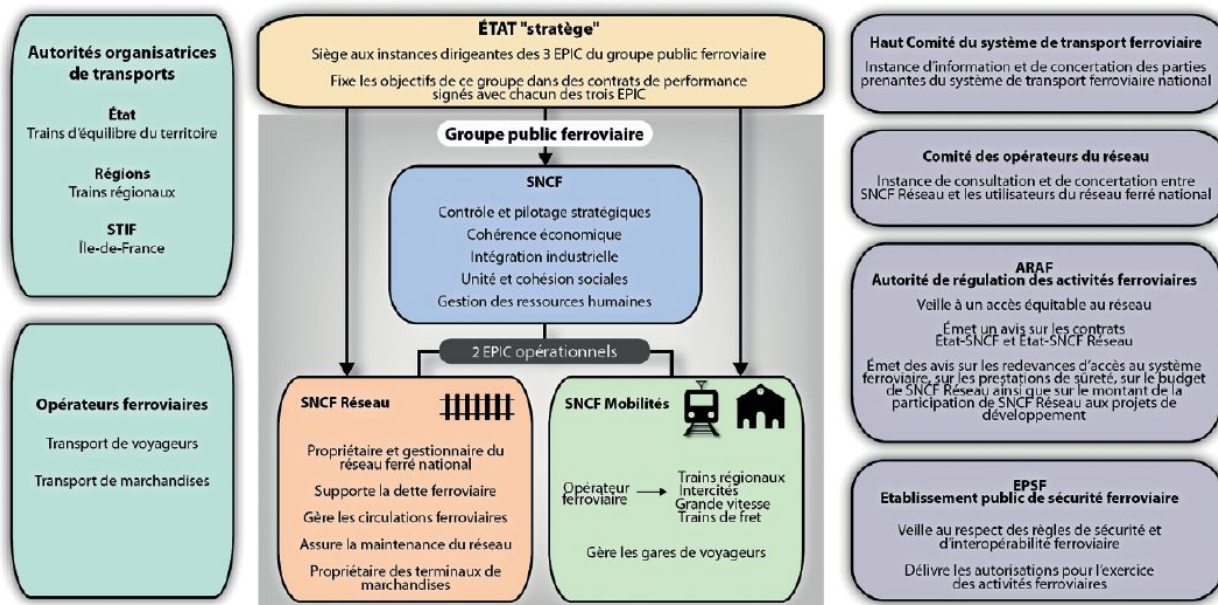 Autorités organisatrices
de transports
État
Trains d'équilibre du territoire
Régions
Trains régionaux
STIF
Île-de-France
Opérateurs ferroviaires
Transport de voyageurs
Transport de marchandises
ÉTAT "stratège"
Siège aux instances dirigeantes des 3 EPIC du groupe public ferroviaire
Fixe les objectifs de ce groupe dans des contrats de performance
signés avec chacun des trois EPIC
Groupe public ferroviaire
SNCF
Contrôle et pilotage stratégiques
Cohérence économique
Intégration industrielle
Unité et cohésion sociales
Gestion des ressources humaines
2 EPIC opérationnels
SNCF Réseau
Propriétaire et gestionnaire du
réseau ferré national
Supporte la dette ferroviaire
Gère les circulations ferroviaires
Assure la maintenance du réseau
Propriétaire des terminaux de
marchandises
SNCF Mobilités
Opérateur
ferroviaire
Trains régionaux
Intercités
Grande vitesse
Trains de fret
Gère les gares de voyageurs
Haut Comité du système de transport ferroviaire
Instance d'information et de concertation des parties
prenantes du système de transport ferroviaire national
Comité des opérateurs du réseau
Instance de consultation et de concertation entre
SNCF Réseau et les utilisateurs du réseau ferré national
ARAF
Autorité de régulation des activités ferroviaires
Veille à un accès équitable au réseau
Émet un avis sur les contrats
État-SNCF et État-SNCF Réseau
Émet des avis sur les redevances d'accès au système
ferroviaire, sur les prestations de sûreté, sur le budget
de SNCF Réseau ainsi que sur le montant de la
participation de SNCF Réseau aux projets de
développement
EPSF
Etablissement public de sécurité ferroviaire
Veille au respect des règles de sécurité et
d'interopérabilité ferroviaire
Délivre les autorisations pour l'exercice
des activités ferroviaires